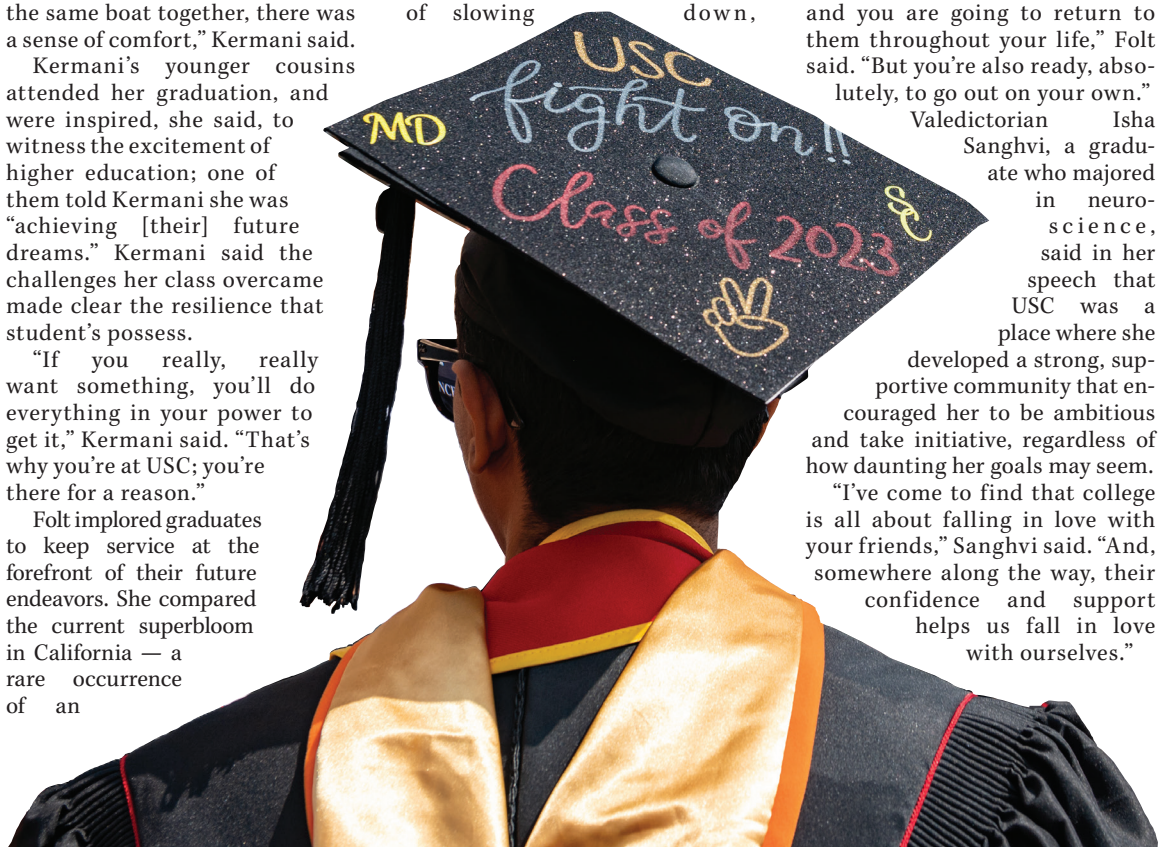 the same boat together, there was
a sense of comfort,” Kermani said.
Kermani’s younger cousins
attended her graduation, and
were inspired, she said, to
witness the excitement of
higher education; one of
them told Kermani she was
“achieving [their] future
dreams.” Kermani said the
challenges her class overcame
made clear the resilience that
student’s possess.
“If you really, really
want something, you’ll do
everything in your power to
get it,” Kermani said. “That’s
why you’re at USC; you’re
there for a reason.”
Folt implored graduates
to keep service at the
forefront of their future
endeavors. She compared
the current superbloom
in California — a
rare occurrence
of an
of slowing down,
USC
fight on!!
MD
Class of 2023
SC
and you are going to return to
them throughout your life,” Folt
said. “But you’re also ready, abso-
lutely, to go out on your own.”
Valedictorian Isha
Sanghvi, a gradu-
ate who majored
in neuro-
science,
said in her
speech that
USC was a
place where she
developed a strong, sup-
portive community that en-
couraged her to be ambitious
and take initiative, regardless of
how daunting her goals may seem.
“I’ve come to find that college
is all about falling in love with
your friends,” Sanghvi said. “And,
somewhere along the way, their
confidence and support
helps us fall in love
with ourselves.”